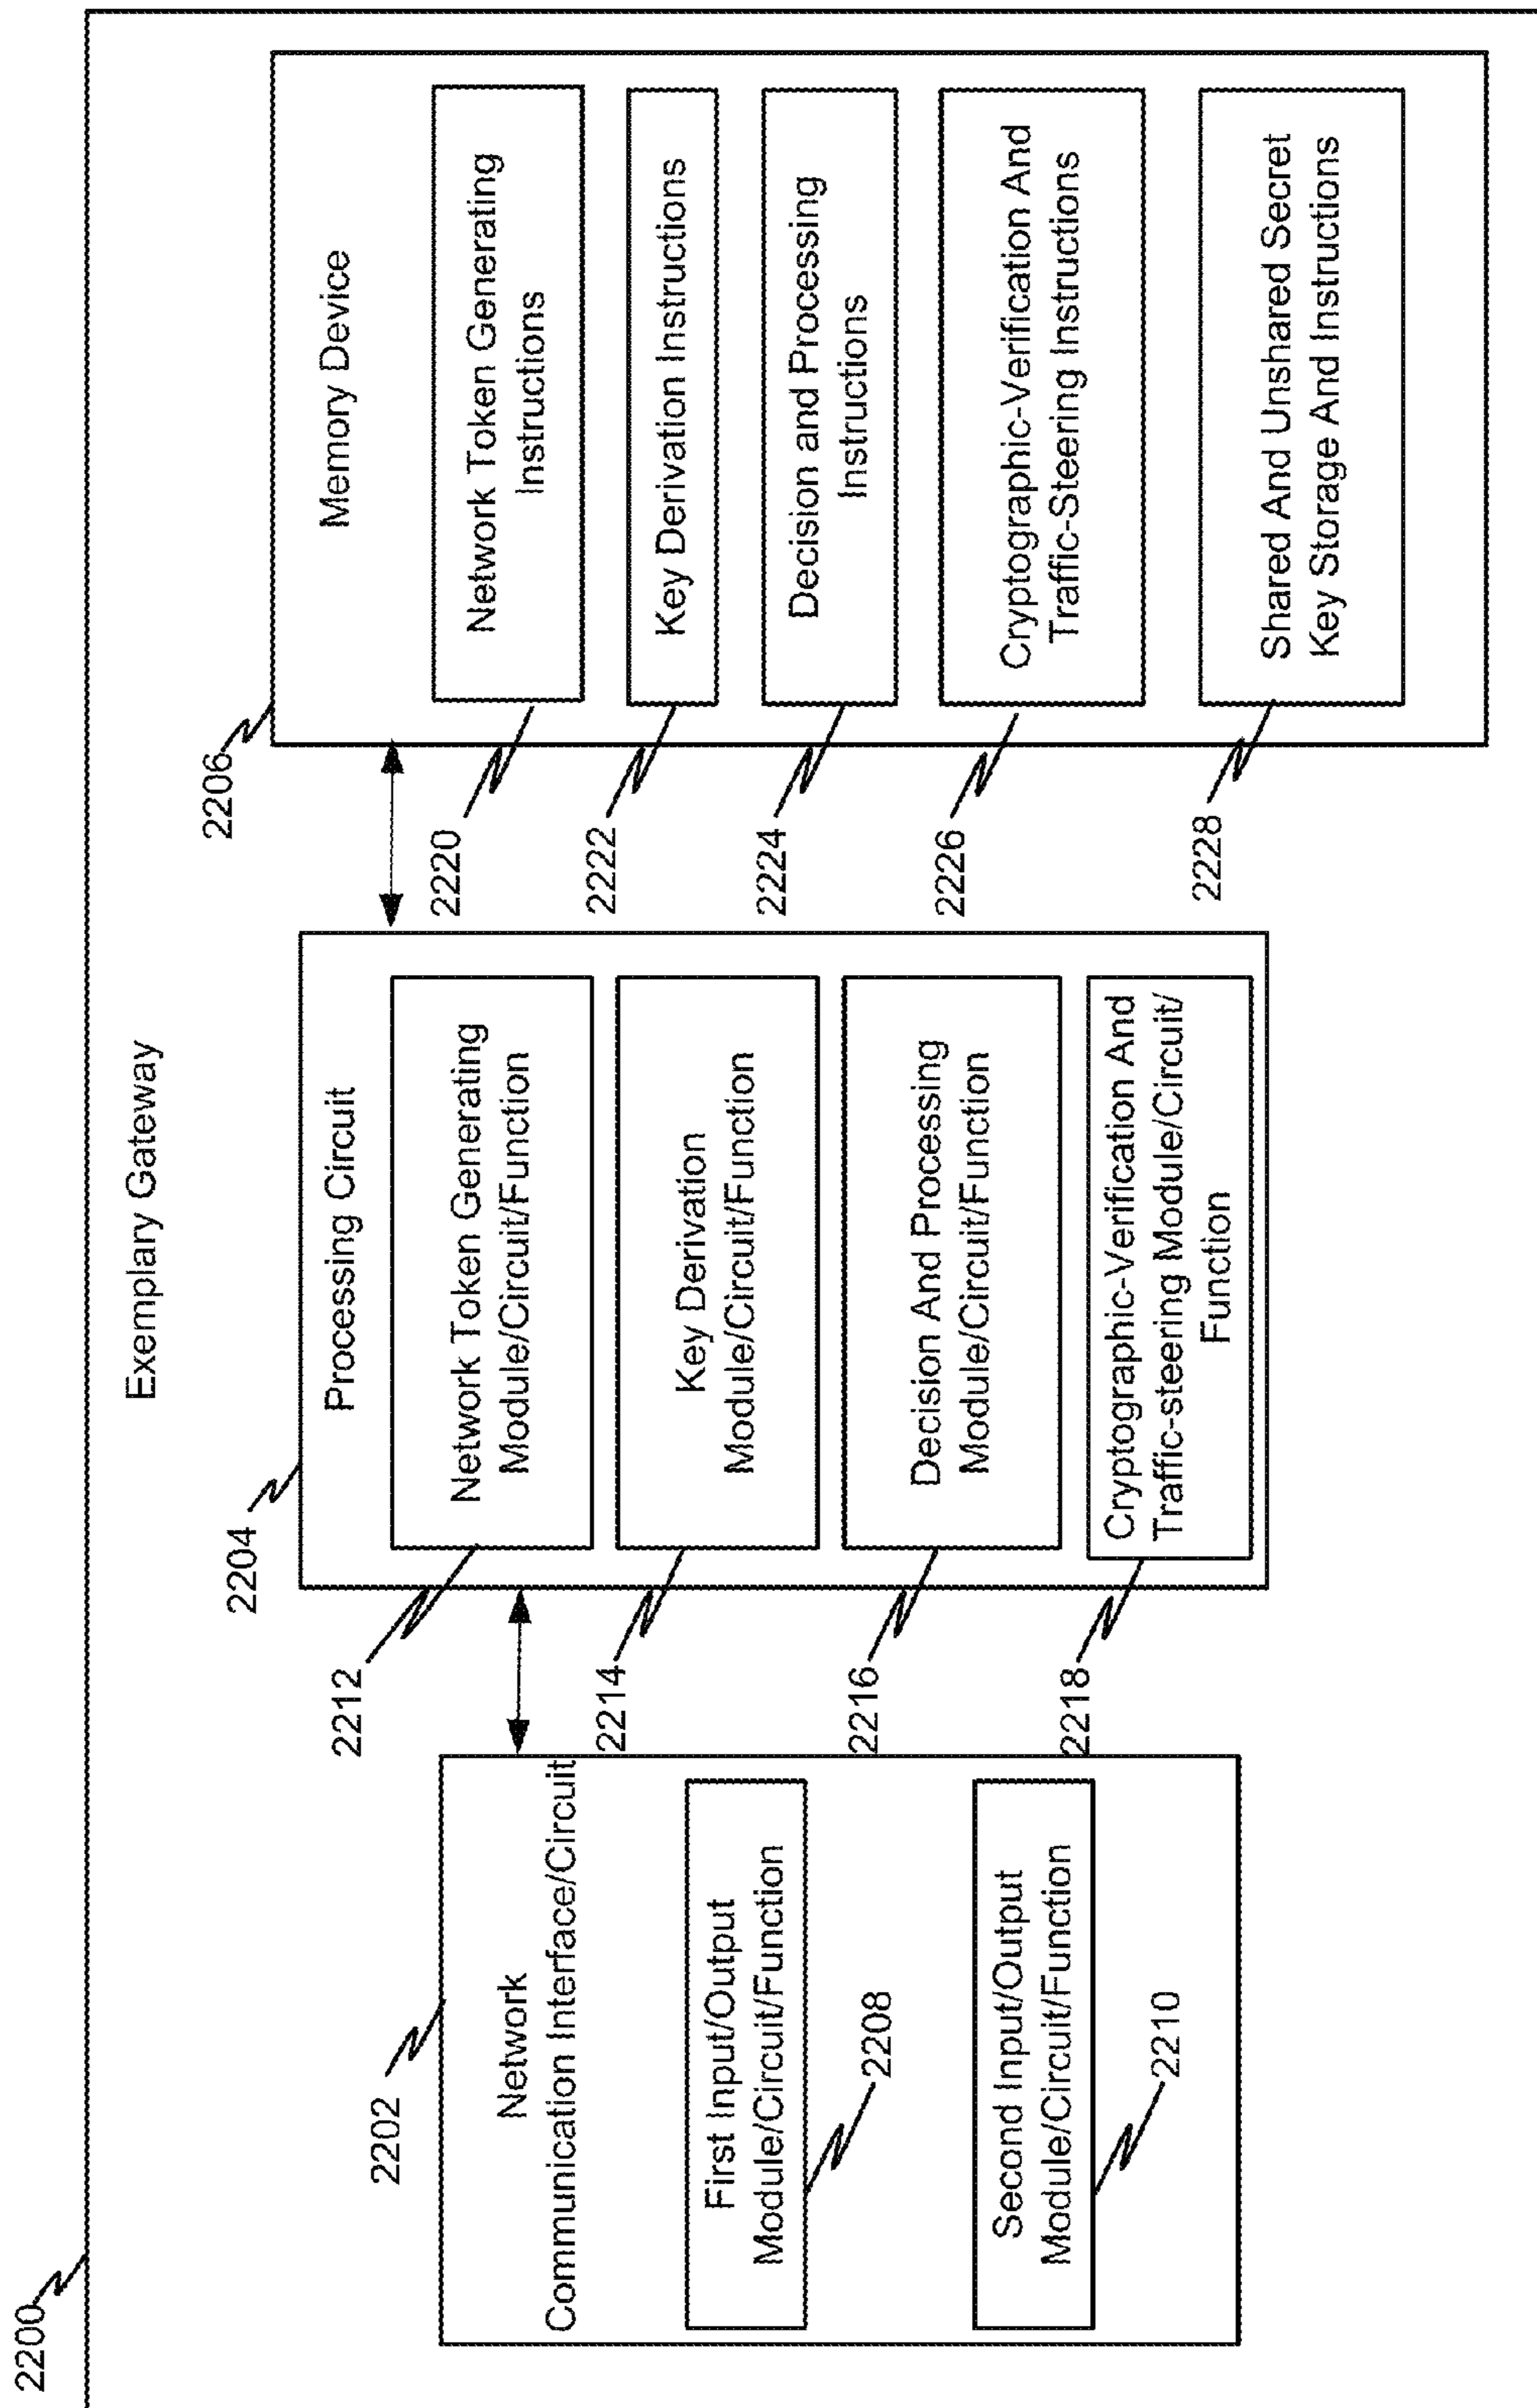 2200
Exemplary Gateway
2202
Network
Communication Interface/Circuit
First Input/Output
Module/Circuit/Function
2208
Second Input/Output
Module/Circuit/Function
2210
2204
Processing Circuit
2212
Network Token Generating
Module/Circuit/Function
2214
Key Derivation
Module/Circuit/Function
2216
Decision And Processing
Module/Circuit/Function
2218
Cryptographic-Verification And
Traffic-steering Module/Circuit/
Function
2206
Memory Device
2220
Network Token Generating
Instructions
2222
Key Derivation Instructions
2224
Decision and Processing
Instructions
2226
Cryptographic-Verification And
Traffic-Steering Instructions
2228
Shared And Unshared Secret
Key Storage And Instructions